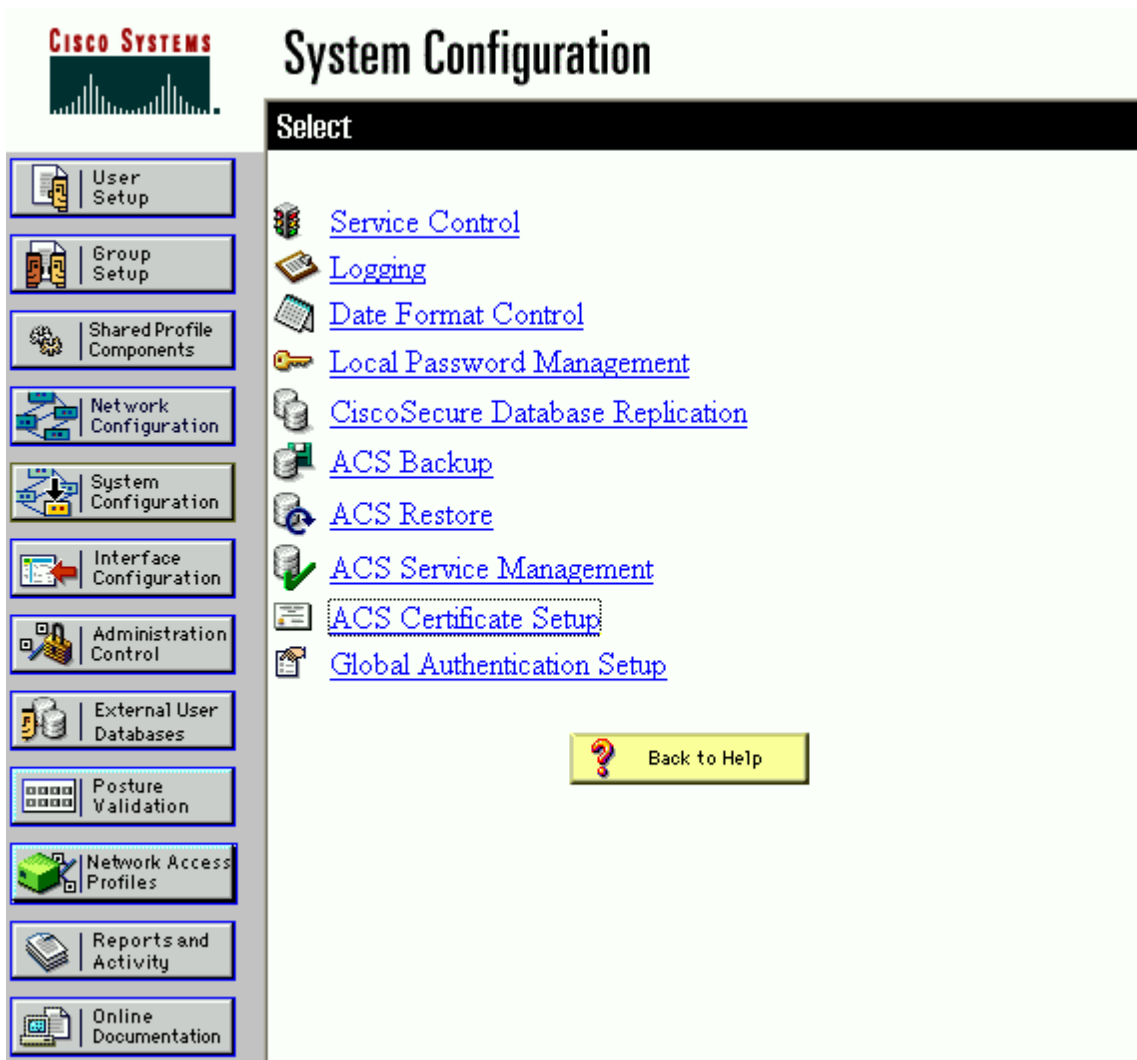 CISCO SYSTEMS
System Configuration
Select
User
Setup
Group
Setup
Shared Profile
Components
Network
Configuration
System
Configuration
Interface
Configuration
Administration
Control
External User
Databases
Posture
Validation
Network Access
Profiles
Reports and
Activity
Online
Documentation
Service Control
Logging
Date Format Control
Local Password Management
CiscoSecure Database Replication
ACS Backup
ACS Restore
ACS Service Management
ACS Certificate Setup
Global Authentication Setup
Back to Help